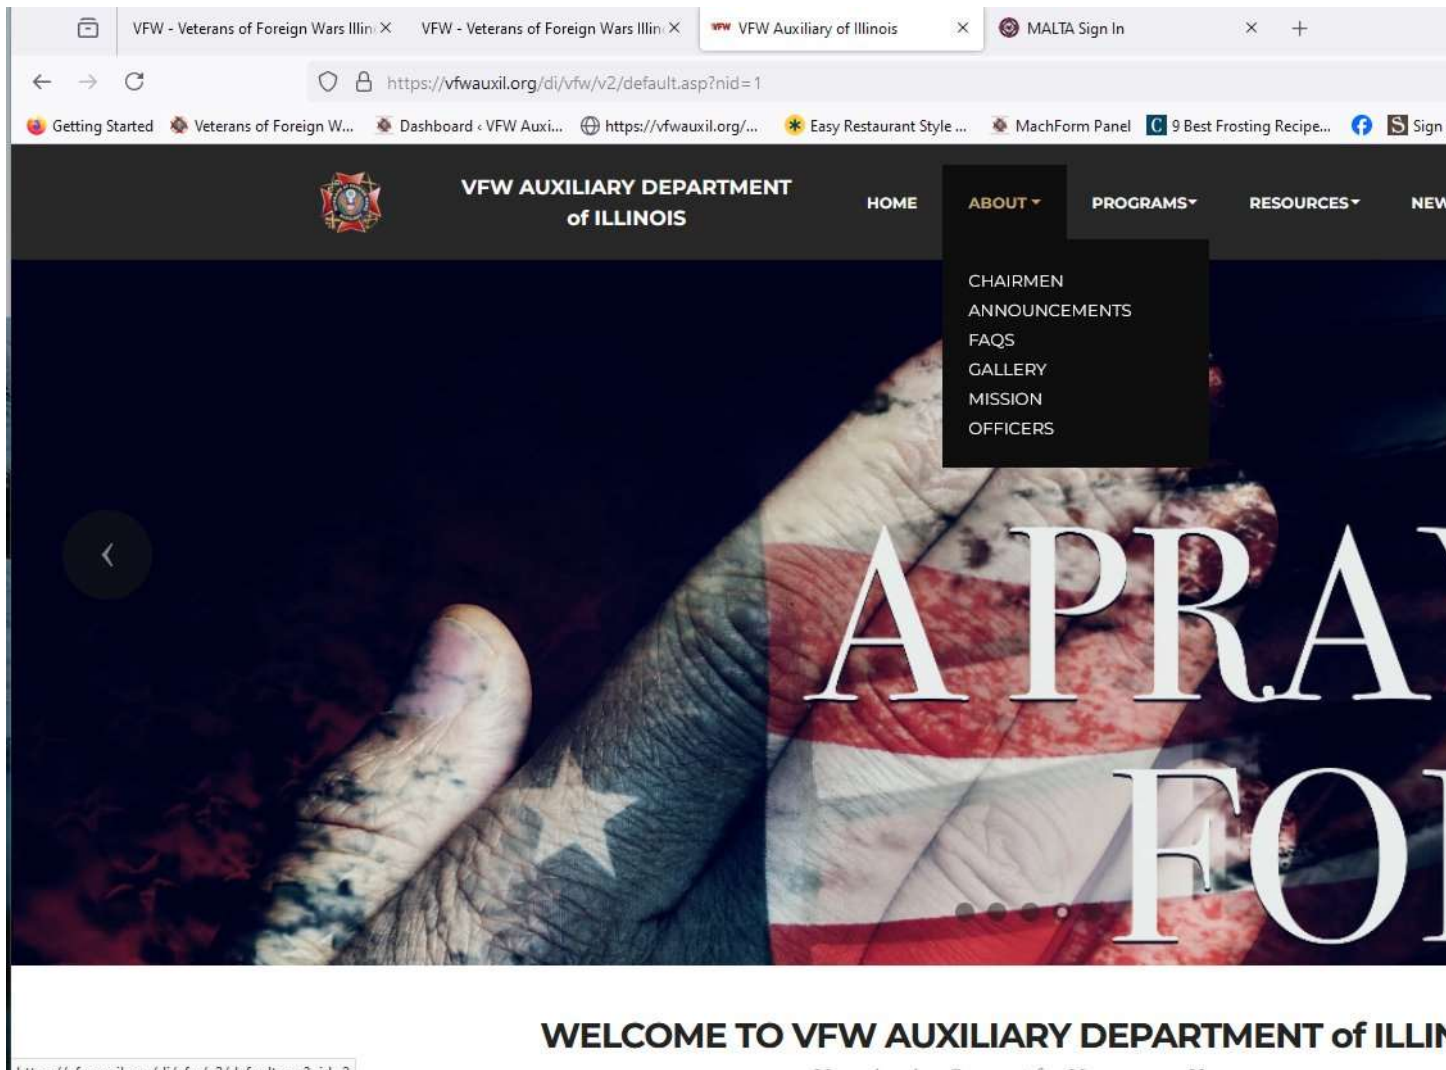 VFW - Veterans of Foreign Wars Illin
VFW - Veterans of Foreign Wars Illin
VFW Auxiliary of Illinois
MALTA Sign In
https://vfwauxil.org/di/vfw/v2/default.asp?nid=1
Getting Started
Veterans of Foreign W...
Dashboard ‹ VFW Auxi...
https://vfwauxil.org/...
Easy Restaurant Style ...
MachForm Panel
9 Best Frosting Recipe...
Sign
VFW AUXILIARY DEPARTMENT
of ILLINOIS
HOME
ABOUT
PROGRAMS
RESOURCES
NEW
CHAIRMEN
ANNOUNCEMENTS
FAQS
GALLERY
MISSION
OFFICERS
A PRA
FO
WELCOME TO VFW AUXILIARY DEPARTMENT of ILLIN